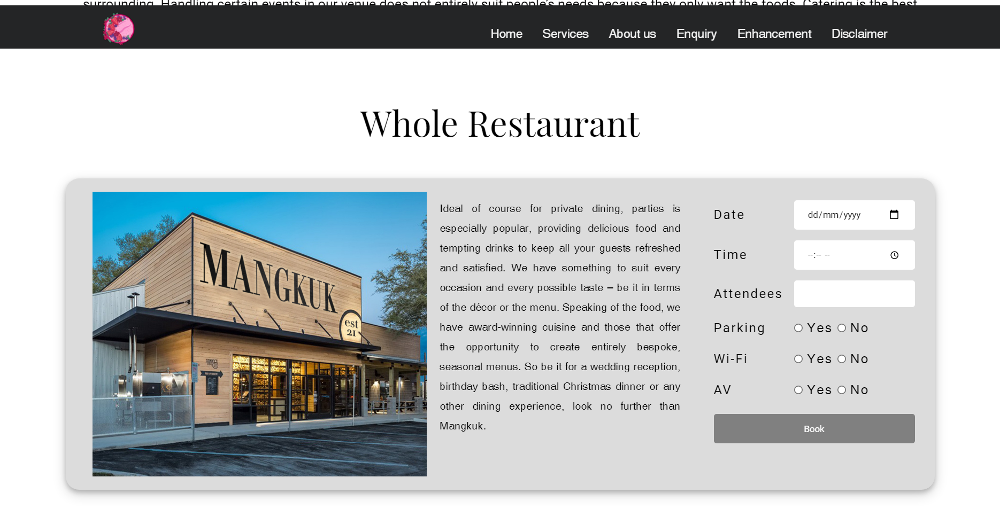 surrounding. Handling certain events in our venue does not entirely suit people's needs because they only want the foods. Catering is the best
Home Services About us Enquiry Enhancement Disclaimer
Whole Restaurant
MANGKUK
est
21
SONNY'S
Ideal of course for private dining, parties is
especially popular, providing delicious food and
tempting drinks to keep all your guests refreshed
and satisfied. We have something to suit every
occasion and every possible taste – be it in terms
of the décor or the menu. Speaking of the food, we
have award-winning cuisine and those that offer
the opportunity to create entirely bespoke,
seasonal menus. So be it for a wedding reception,
birthday bash, traditional Christmas dinner or any
other dining experience, look no further than
Mangkuk.
Date dd/mm/yyyy
Time --:-- --
Attendees
Parking Yes No
Wi-Fi Yes No
AV Yes No
Book